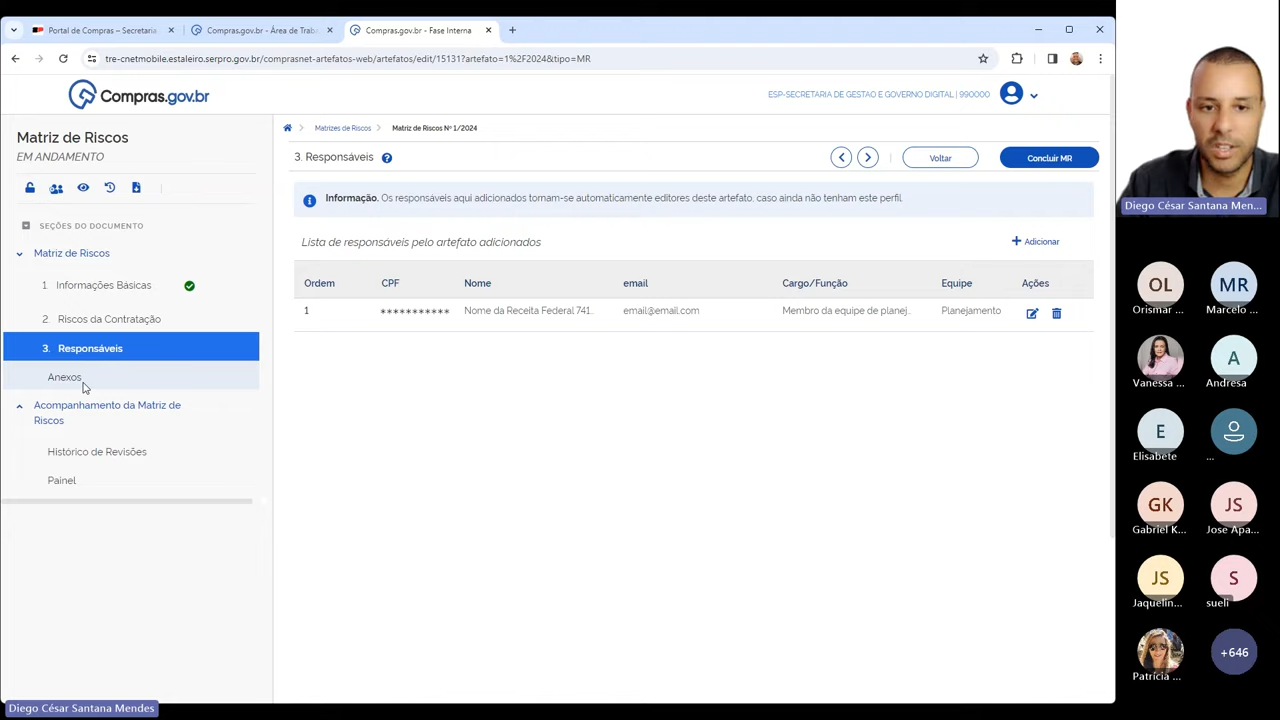 Portal de Compras – Secretaria
Compras.gov.br - Área de Trab
Compras.gov.br - Fase Interna
tre-cnetmobile.estaleiro.serpro.gov.br/comprasnet-artefatos-web/artefatos/edit/15131?artefato=1%2F2024&tipo=MR
Compras.gov.br
ESP-SECRETARIA DE GESTAO E GOVERNO DIGITAL | 990000
Matriz de Riscos
EM ANDAMENTO
SEÇÕES DO DOCUMENTO
Matriz de Riscos
1. Informações Básicas
2. Riscos da Contratação
3. Responsáveis
Anexos
Acompanhamento da Matriz de
Riscos
Histórico de Revisões
Painel
Matrizes de Riscos
Matriz de Riscos Nº 1/2024
3. Responsáveis
Voltar
Concluir MR
Informação. Os responsáveis aqui adicionados tornam-se automaticamente editores deste artefato, caso ainda não tenham este perfil.
Lista de responsáveis pelo artefato adicionados
+ Adicionar
Ordem CPF Nome email Cargo/Função Equipe Ações
1 *********** Nome da Receita Federal 741.. email@email.com Membro da equipe de planej.. Planejamento
Diego César Santana Men...
OL MR
Orismar ... Marcelo ...
A
Vanessa ... Andresa
E
Elisabete ...
GK JS
Gabriel K... Jose Apa...
JS S
Jaquelin... sueli
+646
Patrícia ...
Diego César Santana Mendes